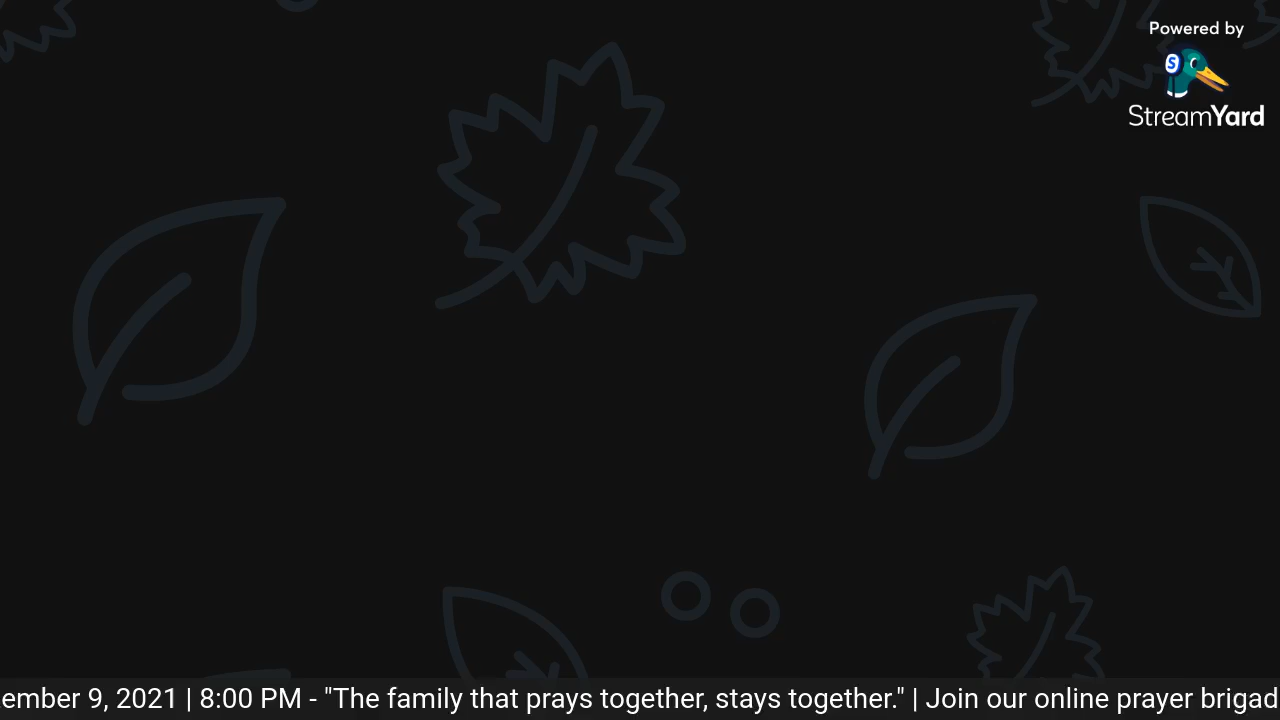 Powered by
StreamYard
ember 9, 2021 | 8:00 PM - "The family that prays together, stays together." | Join our online prayer brigad